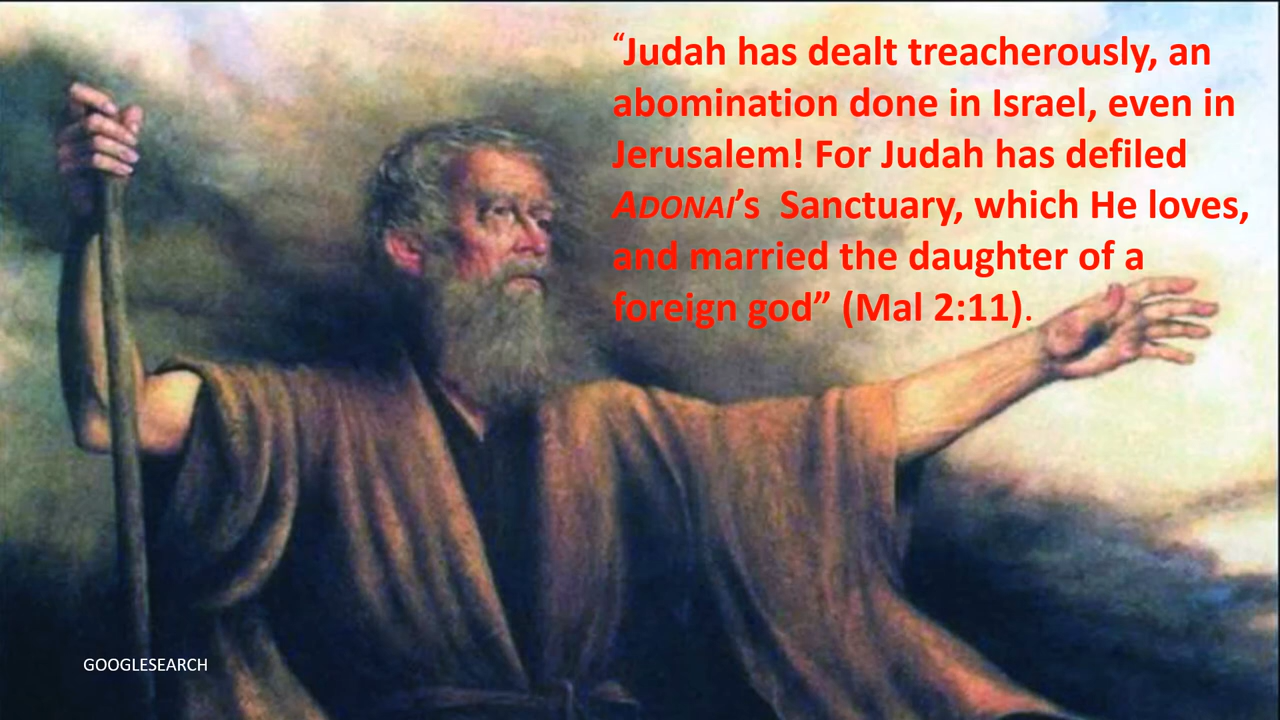 “Judah has dealt treacherously, an
abomination done in Israel, even in
Jerusalem! For Judah has defiled
ADONAI’s  Sanctuary, which He loves,
and married the daughter of a
foreign god” (Mal 2:11).
GOOGLESEARCH